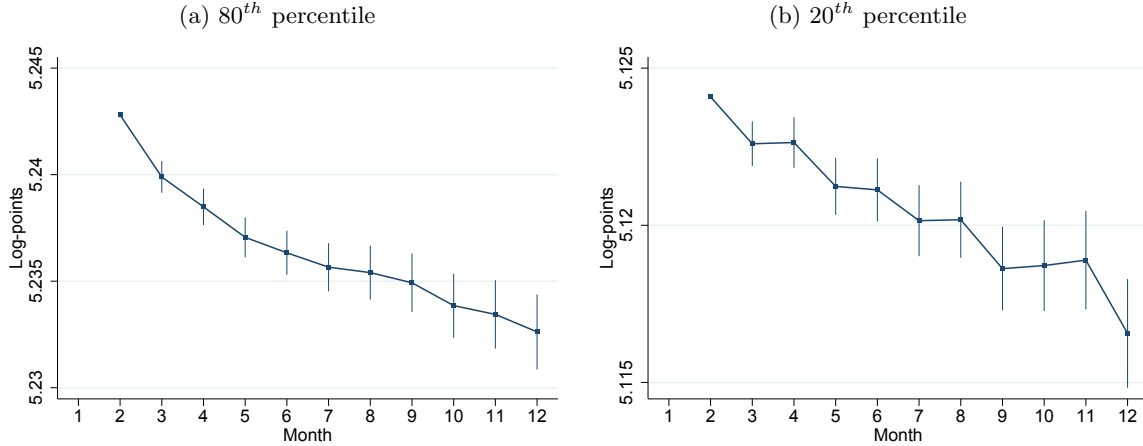 (a) 80th percentile
5.245
5.24
5.235
5.23
Log-points
1 2 3 4 5 6 7 8 9 10 11 12
Month
(b) 20th percentile
5.125
5.12
5.115
Log-points
1 2 3 4 5 6 7 8 9 10 11 12
Month